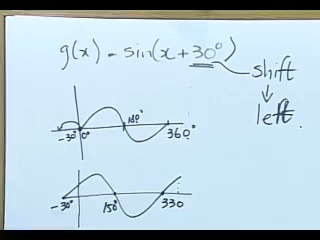 g(x) = sin(x + 30°)
shift
↓
left
-30° 0° 180° 360°
-30° 150° 330